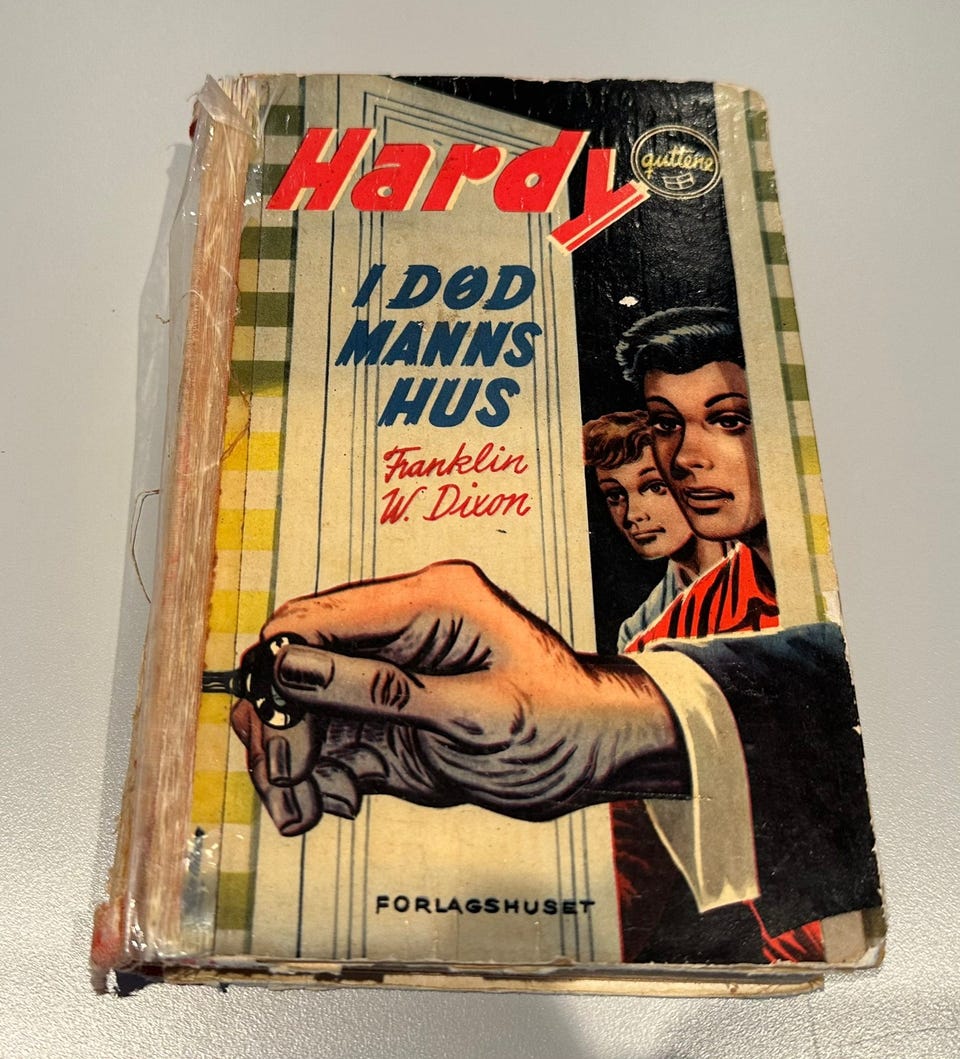 Hardy
guttene
I DØD
MANNS
HUS
Franklin
W. Dixon
FORLAGSHUSET